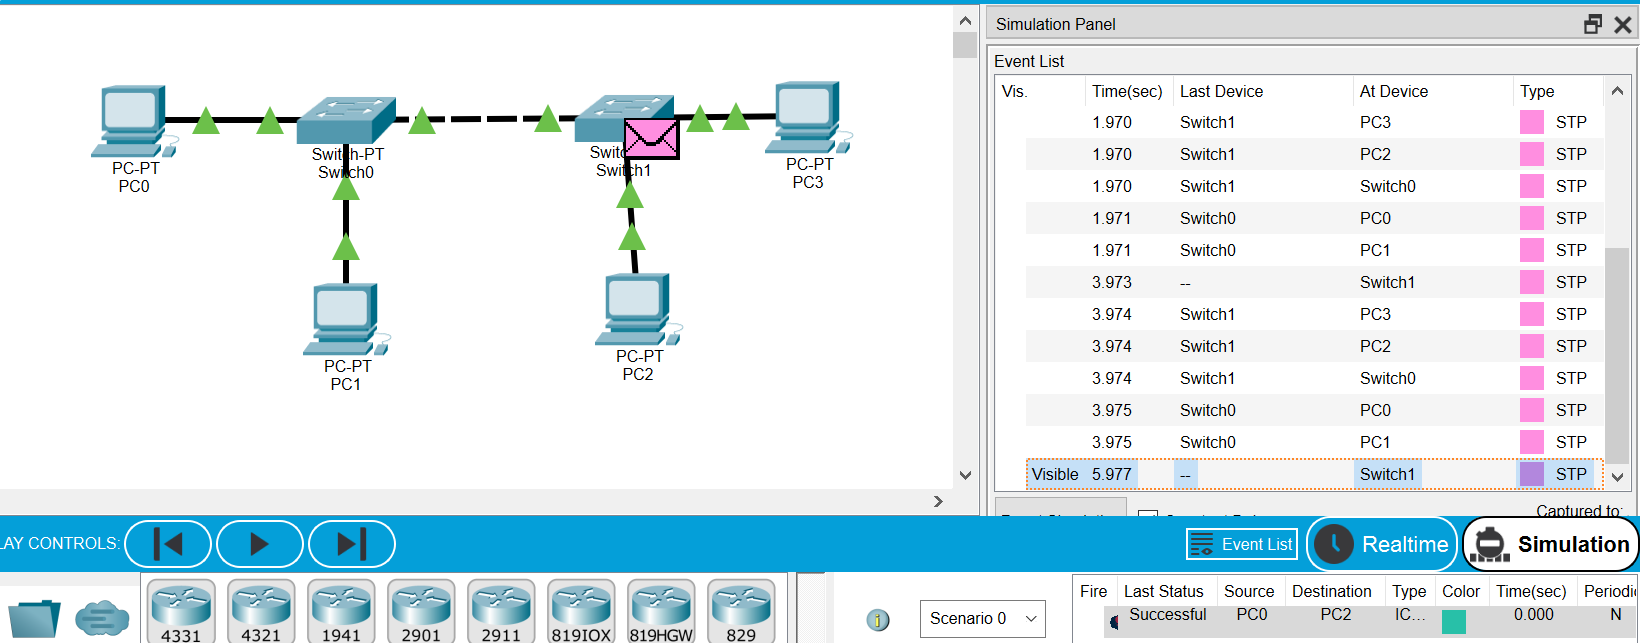 Simulation Panel
Event List
Vis. Time(sec) Last Device At Device Type
1.970 Switch1 PC3 STP
1.970 Switch1 PC2 STP
1.970 Switch1 Switch0 STP
1.971 Switch0 PC0 STP
1.971 Switch0 PC1 STP
3.973 -- Switch1 STP
3.974 Switch1 PC3 STP
3.974 Switch1 PC2 STP
3.974 Switch1 Switch0 STP
3.975 Switch0 PC0 STP
3.975 Switch0 PC1 STP
Visible 5.977 -- Switch1 STP
Captured to:
PC-PT
PC0
Switch-PT
Switch0
Switch1
PC-PT
PC3
PC-PT
PC1
PC-PT
PC2
LAY CONTROLS:
Event List
Realtime
Simulation
4331
4321
1941
2901
2911
819IOX
819HGW
829
Scenario 0
Fire Last Status Source Destination Type Color Time(sec) Periodi
Successful PC0 PC2 IC... 0.000 N